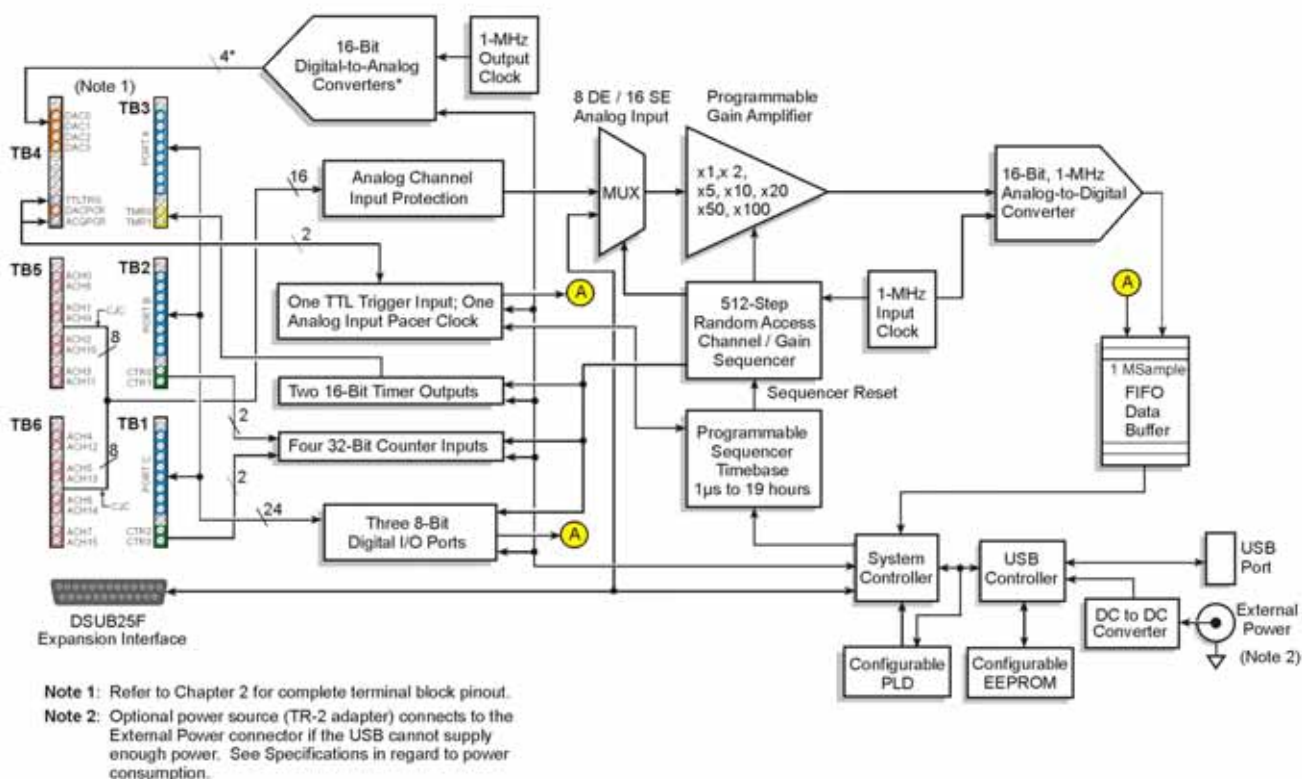 4*
16-Bit
Digital-to-Analog
Converters*
1-MHz
Output
Clock
(Note 1)
TB3
DAC0
DAC1
DAC2
DAC3
TB4
PORT A
TTLTRG
DACPCR
ACQPCR
TMR0
TMR1
8 DE / 16 SE
Analog Input
Programmable
Gain Amplifier
16
Analog Channel
Input Protection
MUX
x1,x 2,
x5, x10, x20
x50, x100
16-Bit, 1-MHz
Analog-to-Digital
Converter
2
TB5
TB2
ACH0
ACH8
ACH1
ACH9
CJC
8
ACH2
ACH10
ACH3
ACH11
PORT B
CTR0
CTR1
One TTL Trigger Input; One
Analog Input Pacer Clock
A
512-Step
Random Access
Channel / Gain
Sequencer
1-MHz
Input
Clock
A
1 MSample
FIFO
Data
Buffer
Two 16-Bit Timer Outputs
Sequencer Reset
TB6
TB1
ACH4
ACH12
8
ACH5
ACH13
CJC
ACH6
ACH14
ACH7
ACH15
PORT C
CTR2
CTR3
2
Four 32-Bit Counter Inputs
2
Programmable
Sequencer
Timebase
1µs to 19 hours
24
Three 8-Bit
Digital I/O Ports
A
System
Controller
USB
Controller
USB
Port
DC to DC
Converter
External
Power
(Note 2)
DSUB25F
Expansion Interface
Configurable
PLD
Configurable
EEPROM
Note 1: Refer to Chapter 2 for complete terminal block pinout.
Note 2: Optional power source (TR-2 adapter) connects to the
External Power connector if the USB cannot supply
enough power. See Specifications in regard to power
consumption.